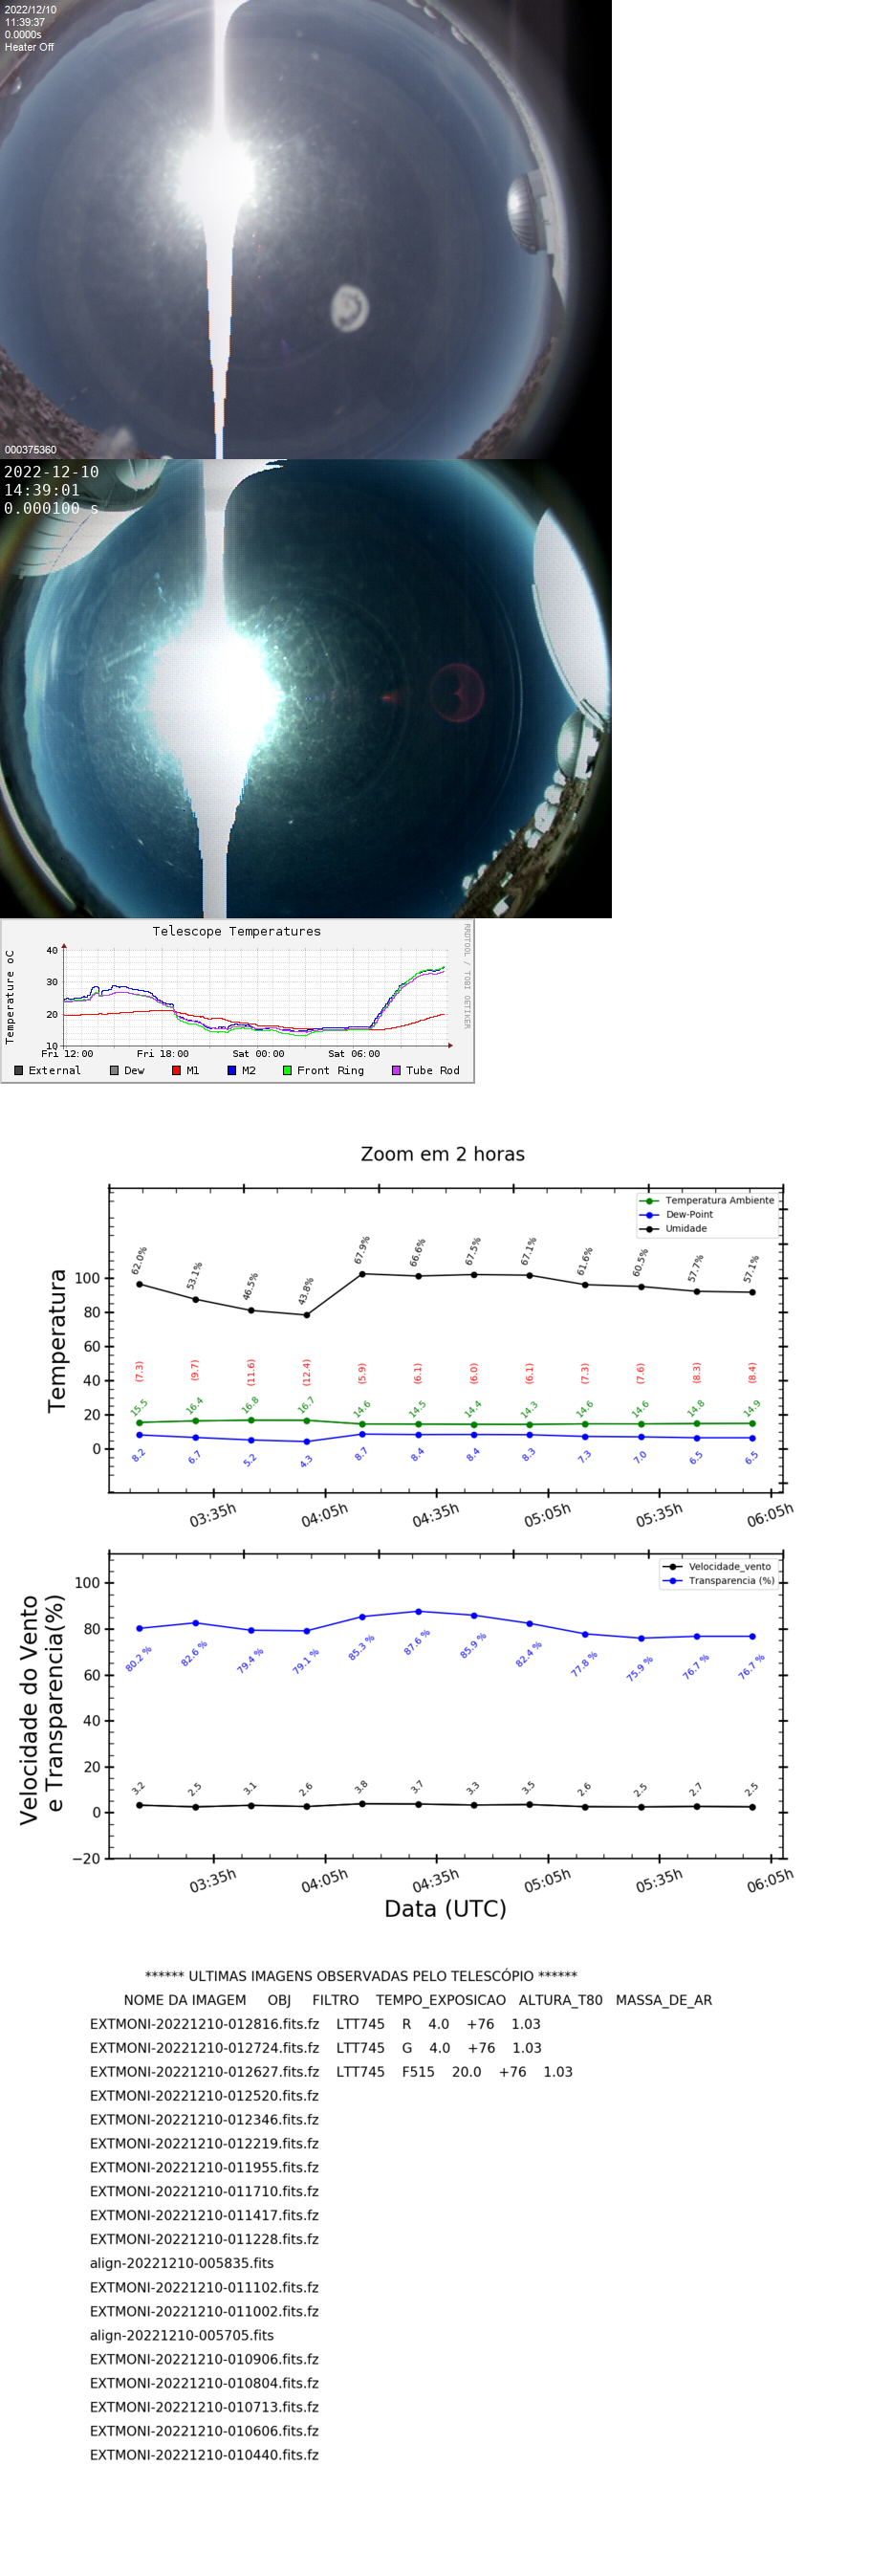 2022/12/10
11:39:37
0.0000s
Heater Off
000375360
2022-12-10
14:39:01
0.000100 s
Telescope Temperatures
RRDTOOL / TOBI OETIKER
Temperature oC
40
30
20
10
Fri 12:00 Fri 18:00 Sat 00:00 Sat 06:00
External Dew M1 M2 Front Ring Tube Rod
Zoom em 2 horas
Temperatura Ambiente
Dew-Point
Umidade
Temperatura
100
80
60
40
20
0
62.0% 53.1% 46.5% 43.8% 67.9% 66.6% 67.5% 67.1% 61.6% 60.5% 57.7% 57.1%
(7.3) (9.7) (11.6) (12.4) (5.9) (6.1) (6.0) (6.1) (7.3) (7.6) (8.3) (8.4)
15.5 16.4 16.8 16.7 14.6 14.5 14.4 14.3 14.6 14.6 14.8 14.9
8.2 6.7 5.2 4.3 8.7 8.4 8.4 8.3 7.3 7.0 6.5 6.5
03:35h 04:05h 04:35h 05:05h 05:35h 06:05h
Velocidade_vento
Transparencia (%)
Velocidade do Vento
e Transparencia(%)
100
80
60
40
20
0
−20
80.2 % 82.6 % 79.4 % 79.1 % 85.3 % 87.6 % 85.9 % 82.4 % 77.8 % 75.9 % 76.7 % 76.7 %
3.2 2.5 3.1 2.6 3.8 3.7 3.3 3.5 2.6 2.5 2.7 2.5
03:35h 04:05h 04:35h 05:05h 05:35h 06:05h
Data (UTC)
****** ULTIMAS IMAGENS OBSERVADAS PELO TELESCÓPIO ******
NOME DA IMAGEM OBJ FILTRO TEMPO_EXPOSICAO ALTURA_T80 MASSA_DE_AR
EXTMONI-20221210-012816.fits.fz LTT745 R 4.0 +76 1.03
EXTMONI-20221210-012724.fits.fz LTT745 G 4.0 +76 1.03
EXTMONI-20221210-012627.fits.fz LTT745 F515 20.0 +76 1.03
EXTMONI-20221210-012520.fits.fz
EXTMONI-20221210-012346.fits.fz
EXTMONI-20221210-012219.fits.fz
EXTMONI-20221210-011955.fits.fz
EXTMONI-20221210-011710.fits.fz
EXTMONI-20221210-011417.fits.fz
EXTMONI-20221210-011228.fits.fz
align-20221210-005835.fits
EXTMONI-20221210-011102.fits.fz
EXTMONI-20221210-011002.fits.fz
align-20221210-005705.fits
EXTMONI-20221210-010906.fits.fz
EXTMONI-20221210-010804.fits.fz
EXTMONI-20221210-010713.fits.fz
EXTMONI-20221210-010606.fits.fz
EXTMONI-20221210-010440.fits.fz